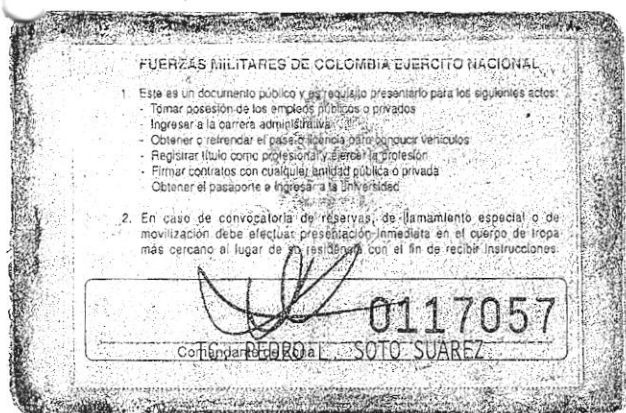 FUERZAS MILITARES DE COLOMBIA EJERCITO NACIONAL
1. Este es un documento público y es requisito presentarlo para los siguientes actos:
- Tomar posesión de los empleos públicos o privados
- Ingresar a la carrera administrativa
- Obtener o refrendar el pase o licencia para conducir vehículos
- Registrar título como profesional y ejercer la profesión
- Firmar contratos con cualquier entidad pública o privada
- Obtener el pasaporte e ingresar a la Universidad
2. En caso de convocatoria de reservas, de llamamiento especial o de
movilización debe efectuar presentación inmediata en el cuerpo de tropa
más cercano al lugar de su residencia con el fin de recibir instrucciones.
0117057
TC. PEDRO L. SOTO SUAREZ
Comandante de Zona